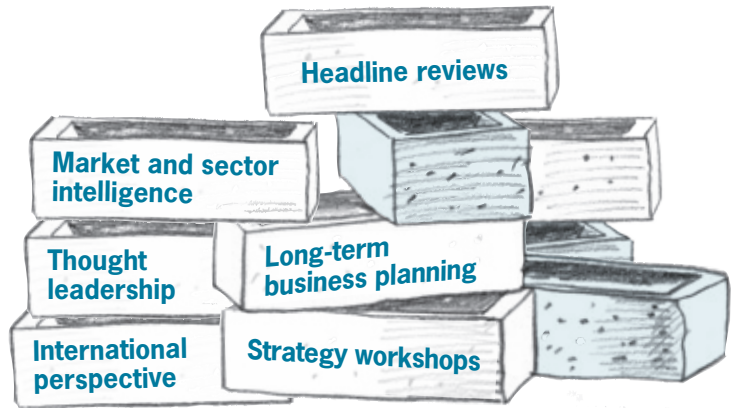 Headline reviews
Market and sector
intelligence
Thought
leadership
Long-term
business planning
International
perspective
Strategy workshops